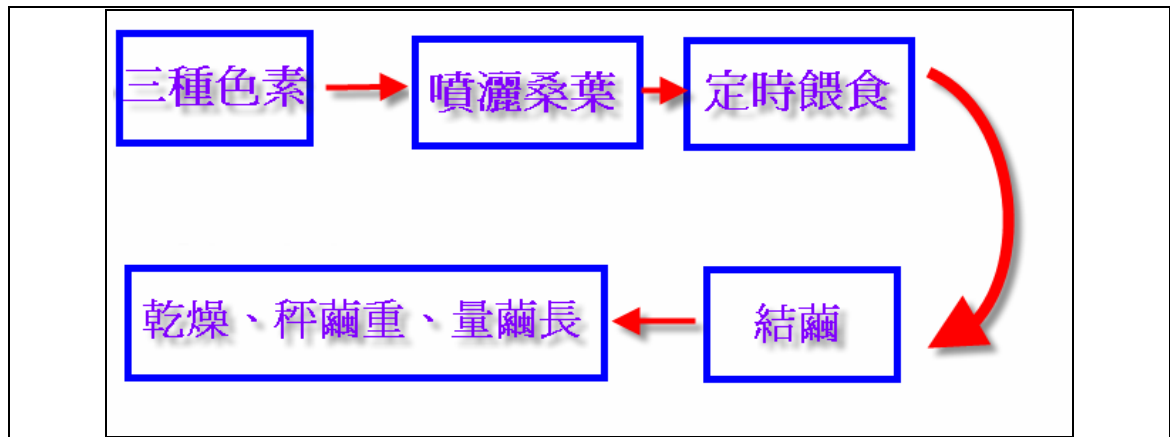 三種色素
噴灑桑葉
定時餵食
結繭
乾燥、秤繭重、量繭長